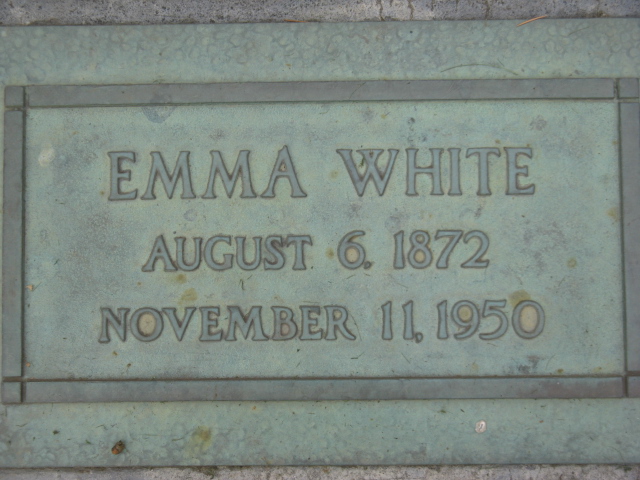 EMMA WHITE
AUGUST 6. 1872
NOVEMBER 11, 1950